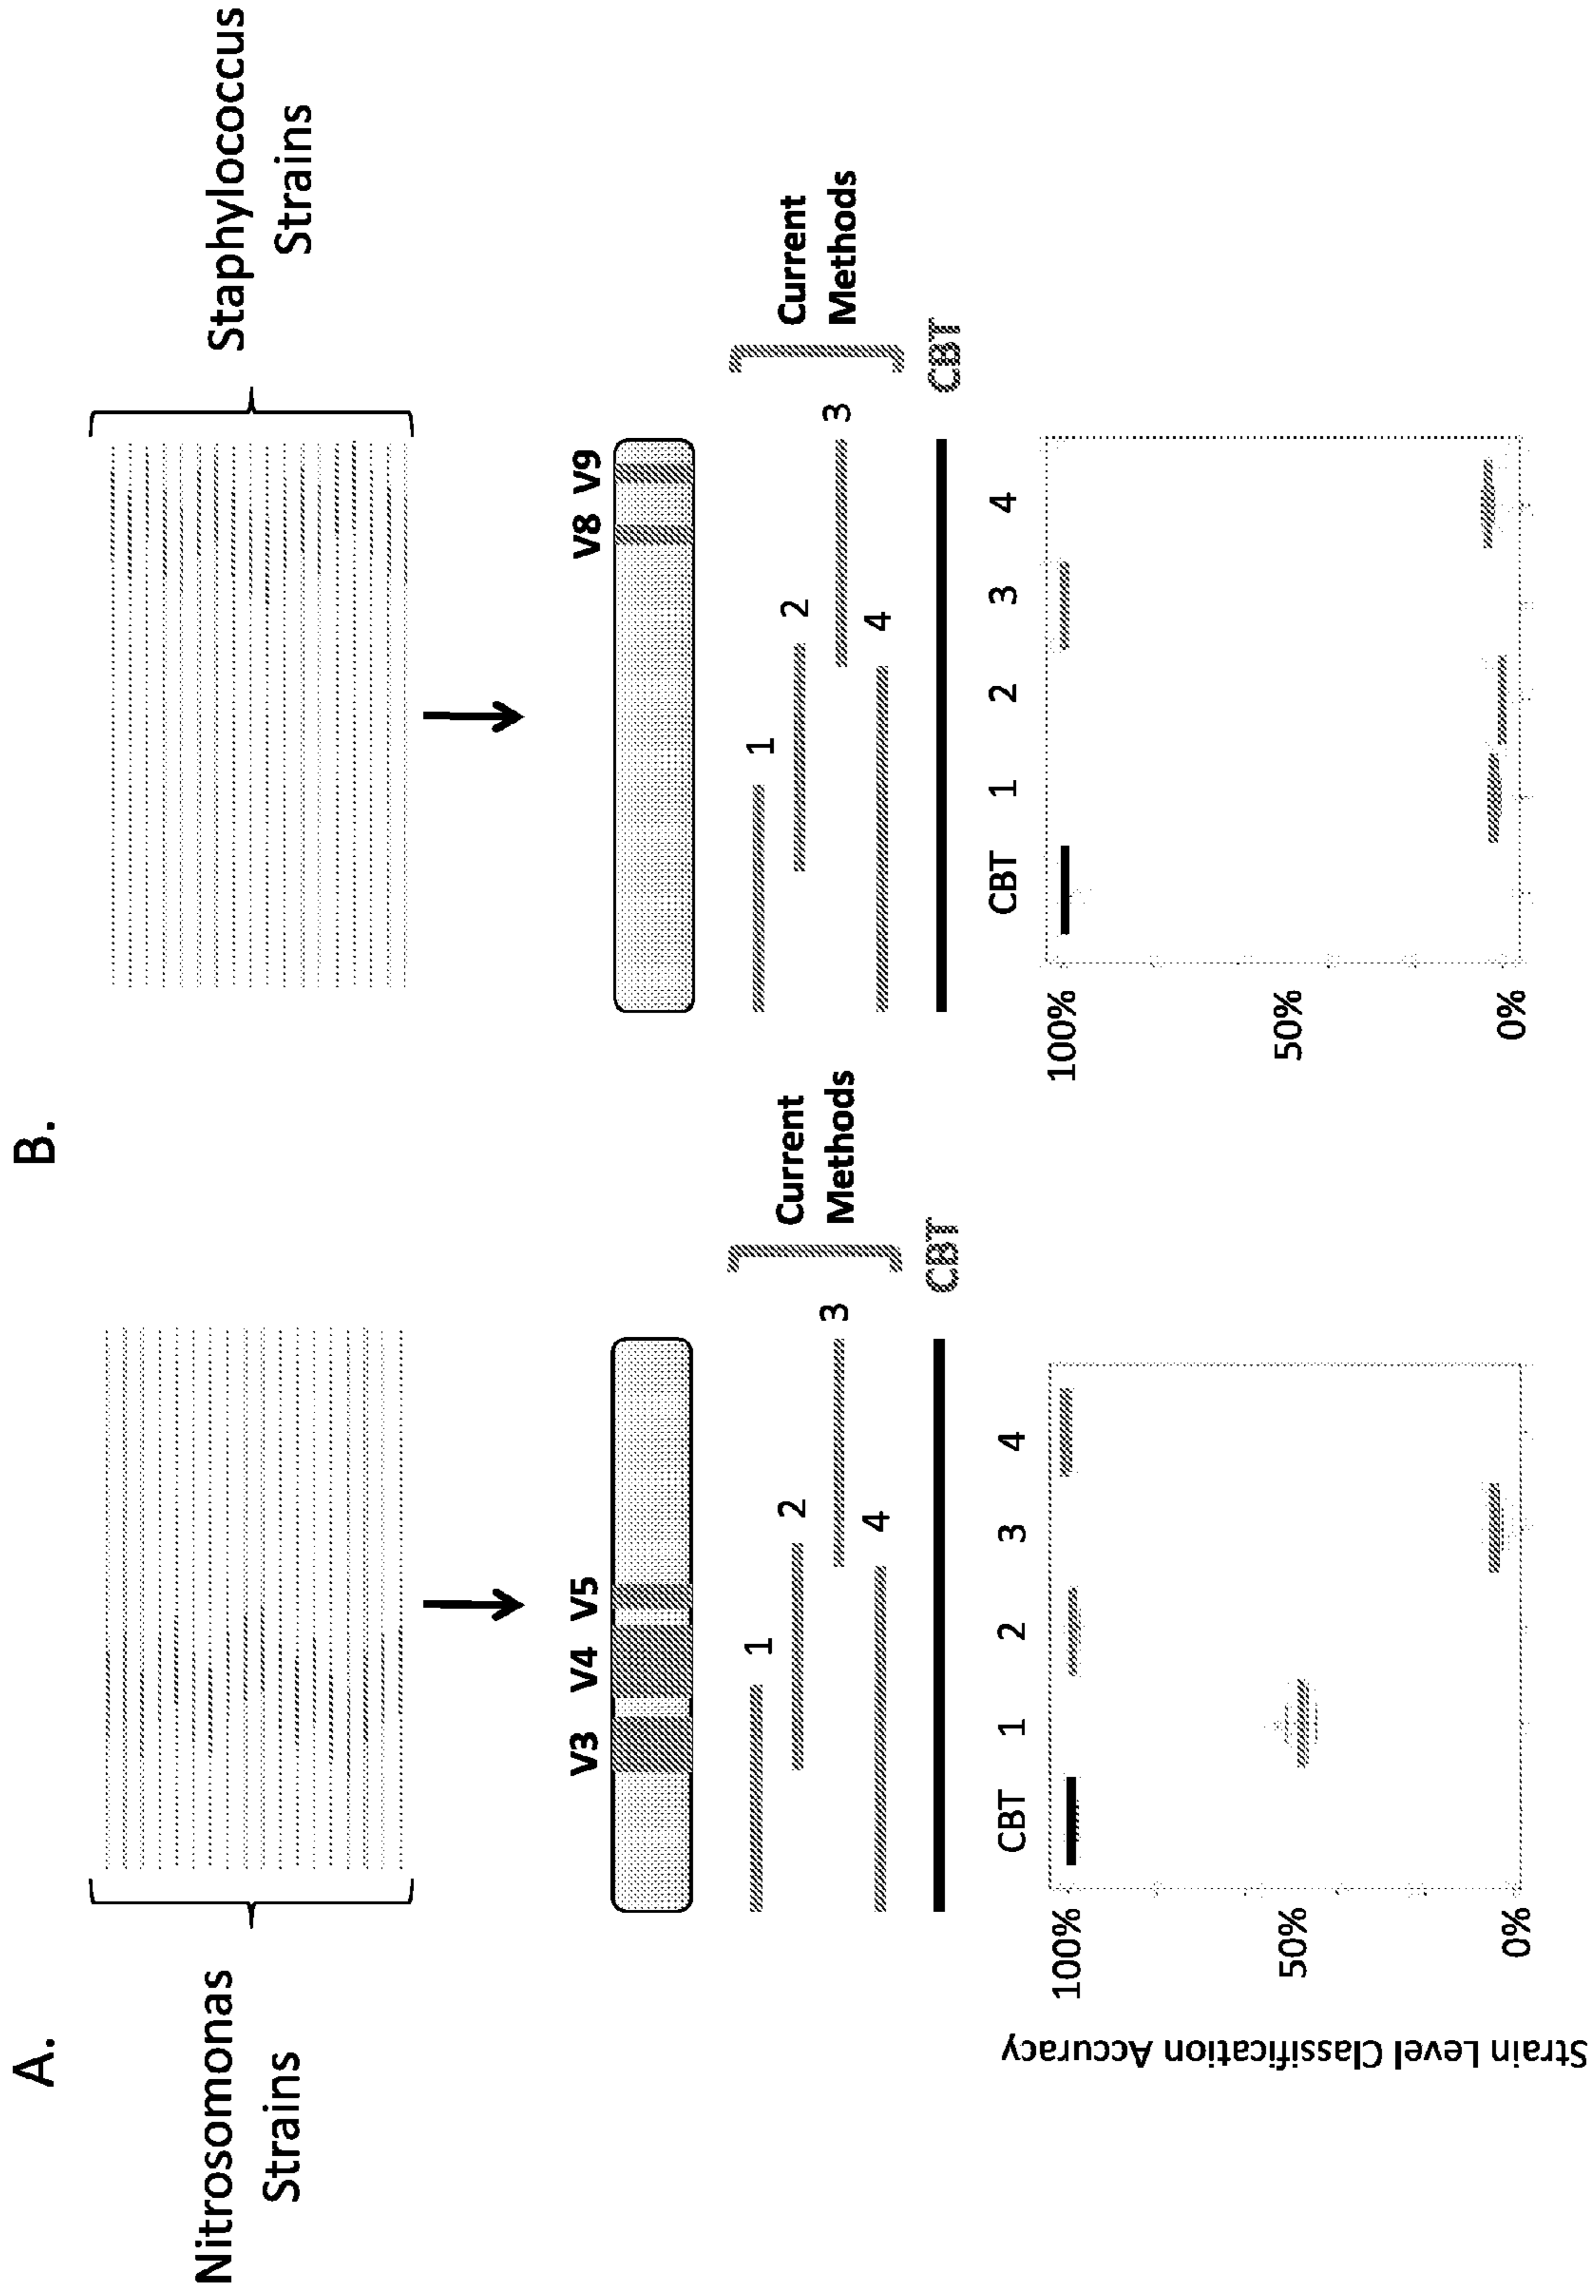 A.
Nitrosomonas
Strains
V3 V4 V5
1
2
3
4
Current
Methods
CBT
CBT 1 2 3 4
100%
50%
0%
Strain Level Classification Accuracy
B.
Staphylococcus
Strains
V8 V9
1
2
3
4
Current
Methods
CBT
CBT 1 2 3 4
100%
50%
0%